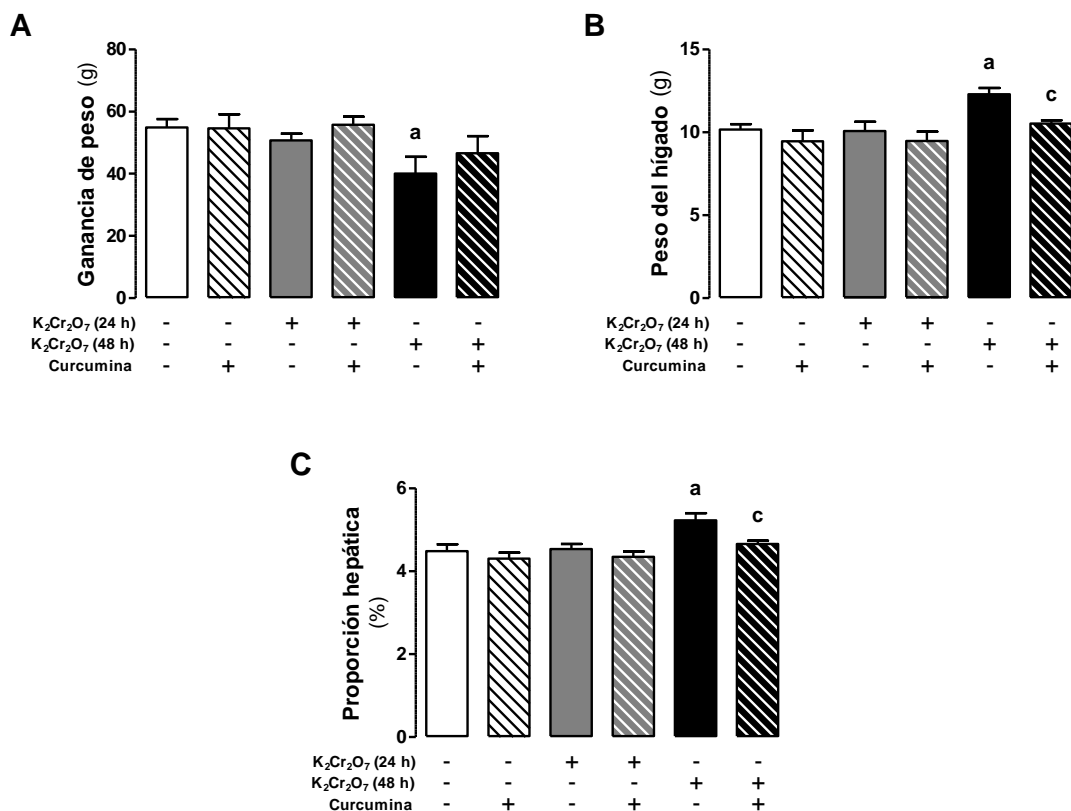 A
Ganancia de peso (g)
80
60
40
20
0
a
K₂Cr₂O₇ (24 h) - - + + - -
K₂Cr₂O₇ (48 h) - - - - + +
Curcumina - + - + - +
B
Peso del hígado (g)
15
10
5
0
a
c
K₂Cr₂O₇ (24 h) - - + + - -
K₂Cr₂O₇ (48 h) - - - - + +
Curcumina - + - + - +
C
Proporción hepática
(%)
6
4
2
0
a
c
K₂Cr₂O₇ (24 h) - - + + - -
K₂Cr₂O₇ (48 h) - - - - + +
Curcumina - + - + - +